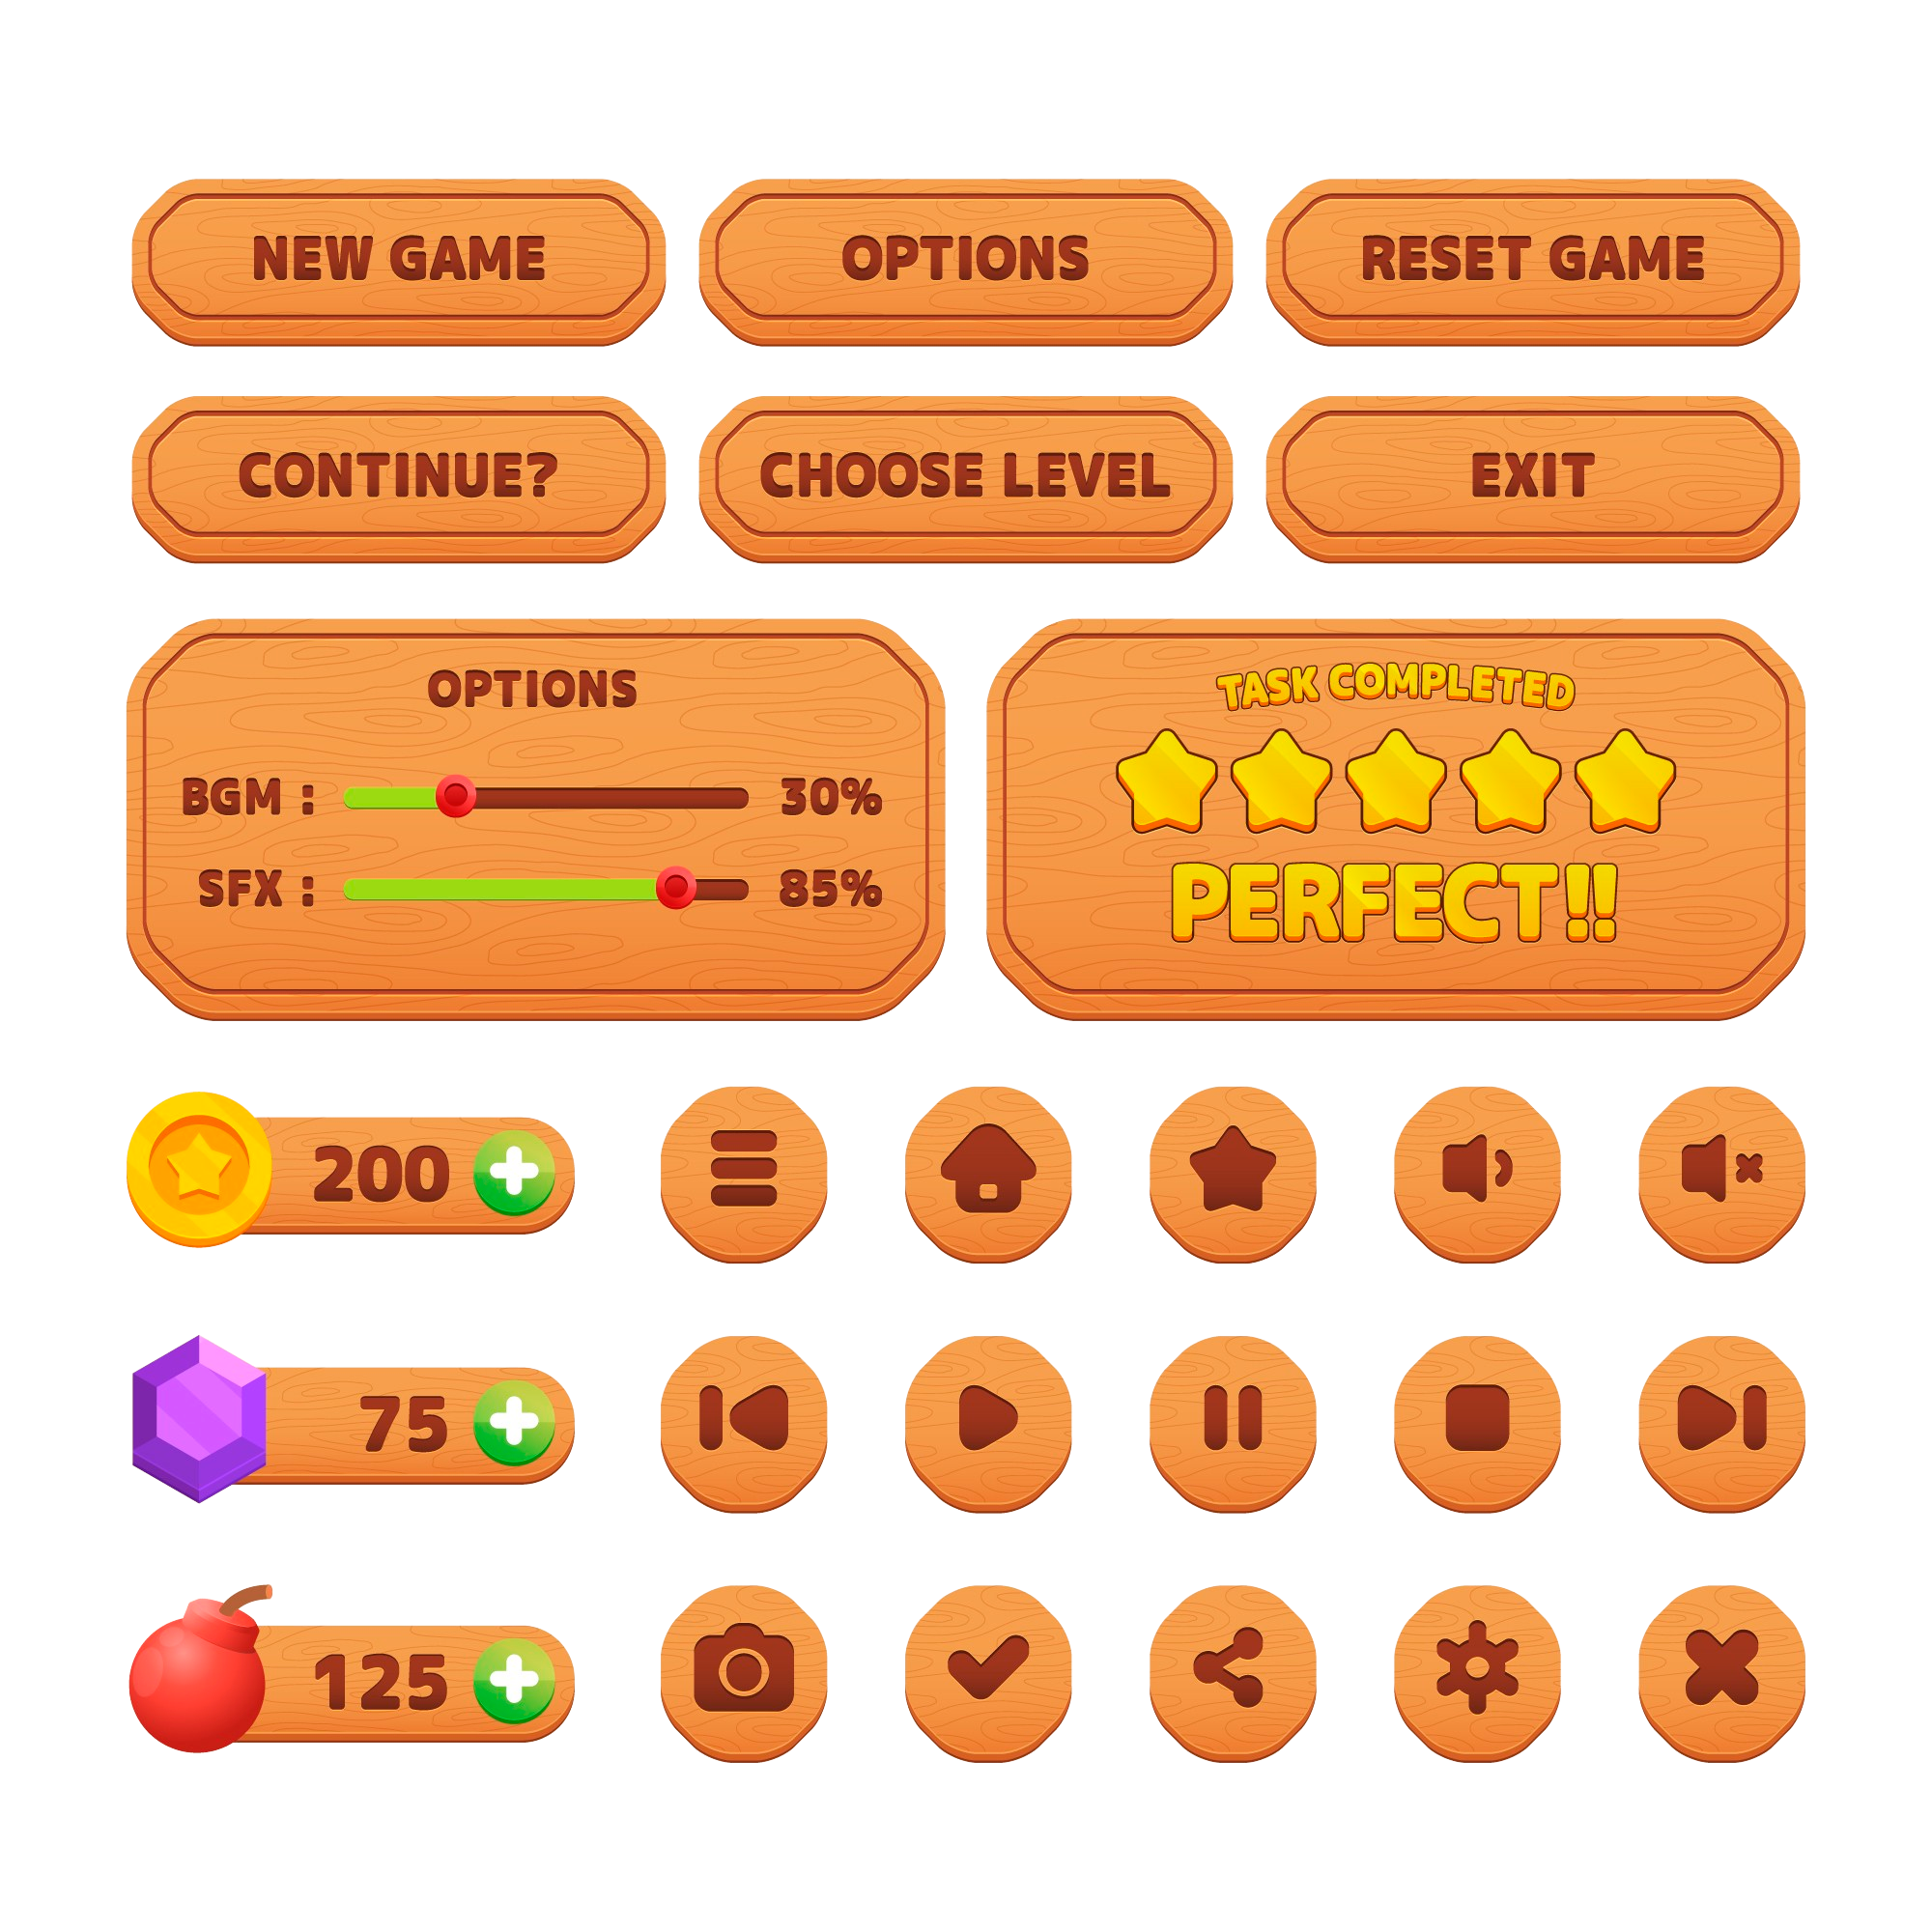 NEW GAME
OPTIONS
RESET GAME
CONTINUE?
CHOOSE LEVEL
EXIT
OPTIONS
BGM : 30%
SFX : 85%
TASK COMPLETED
PERFECT!!
200
75
125